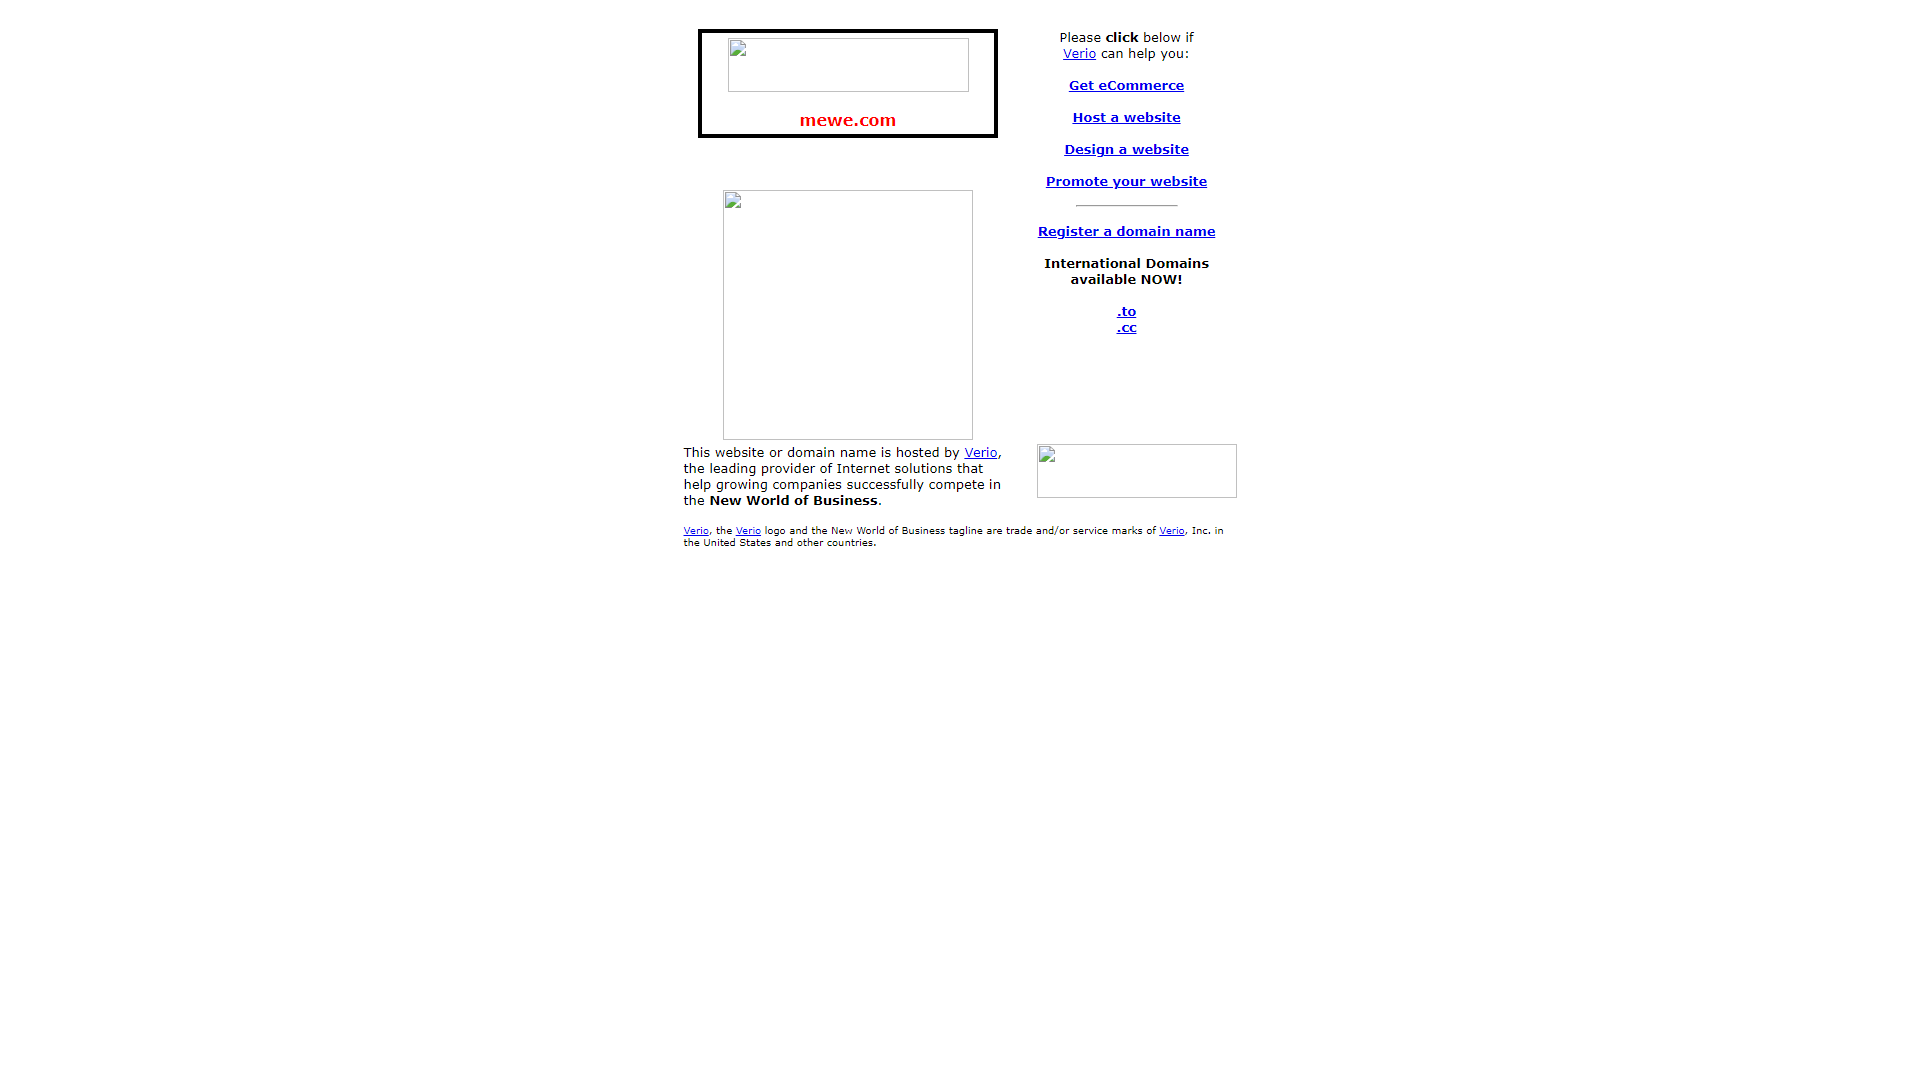 mewe.com
Please click below if
Verio can help you:
Get eCommerce
Host a website
Design a website
Promote your website
Register a domain name
International Domains
available NOW!
.to
.cc
This website or domain name is hosted by Verio,
the leading provider of Internet solutions that
help growing companies successfully compete in
the New World of Business.
Verio, the Verio logo and the New World of Business tagline are trade and/or service marks of Verio, Inc. in
the United States and other countries.